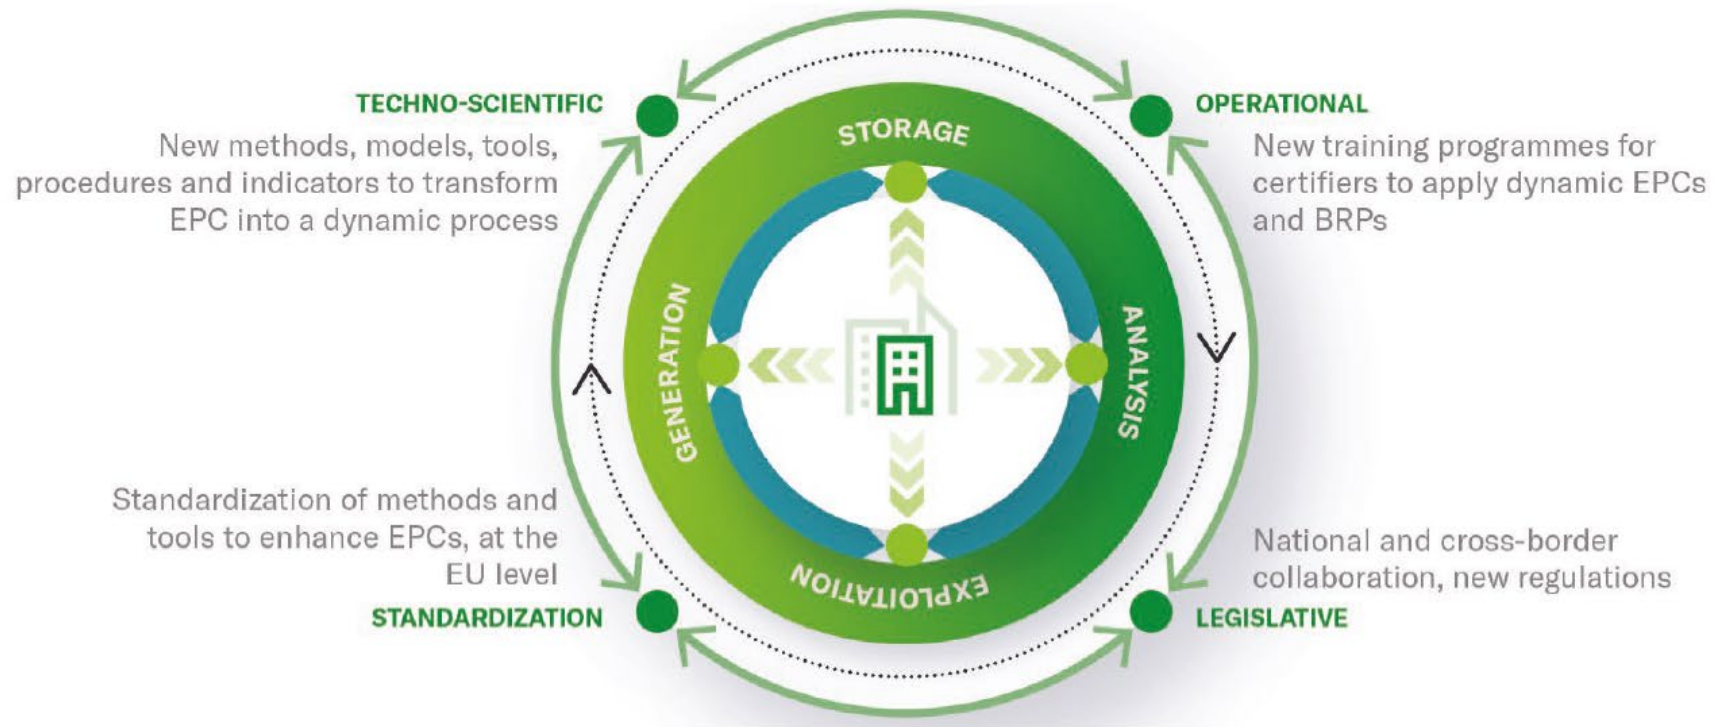 TECHNO-SCIENTIFIC
New methods, models, tools,
procedures and indicators to transform
EPC into a dynamic process
OPERATIONAL
New training programmes for
certifiers to apply dynamic EPCs
and BRPs
STORAGE
GENERATION
ANALYSIS
EXPLOITATION
Standardization of methods and
tools to enhance EPCs, at the
EU level
STANDARDIZATION
National and cross-border
collaboration, new regulations
LEGISLATIVE